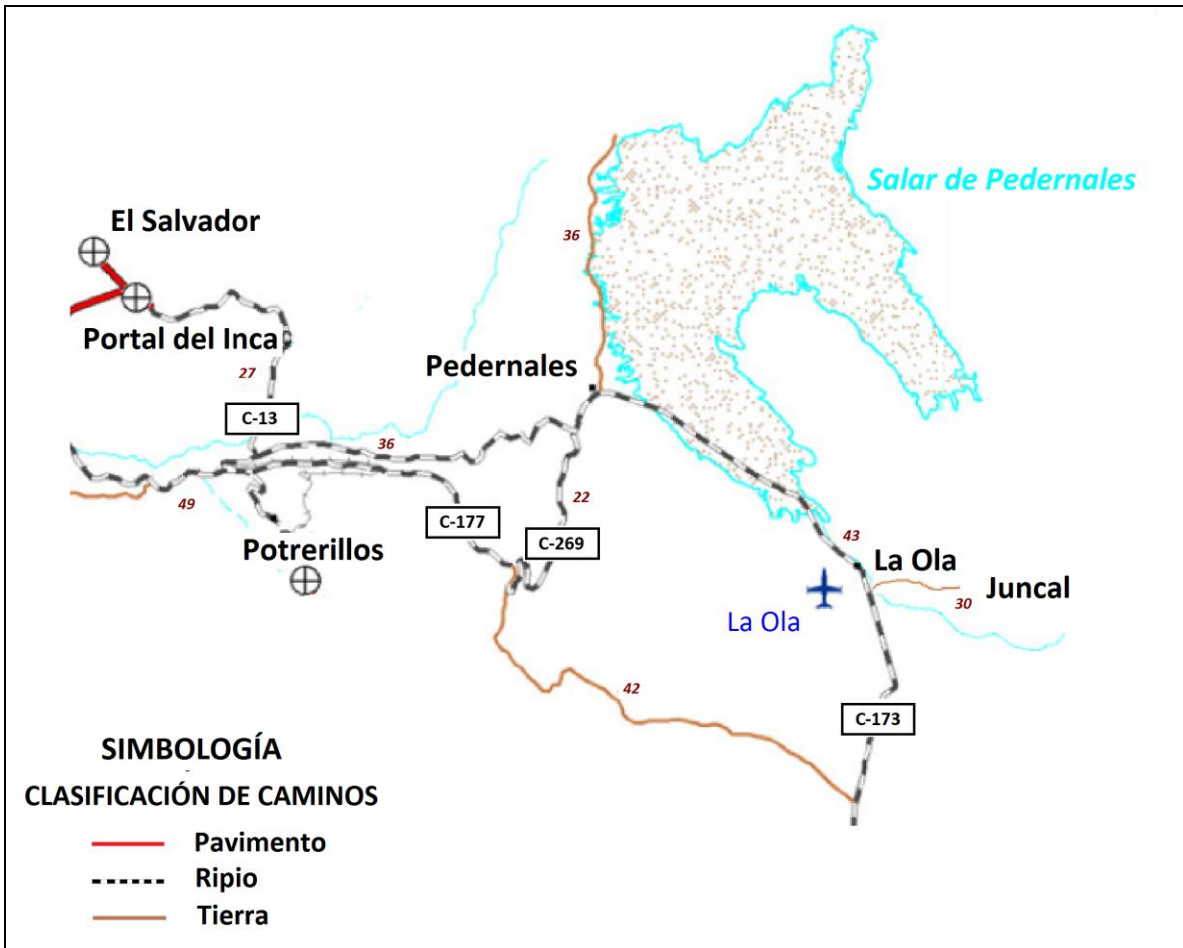 Salar de Pedernales
El Salvador
36
Portal del Inca
Pedernales
27
C-13
36
49
22
C-177
C-269
43
Potrerillos
La Ola
Juncal
30
La Ola
42
C-173
SIMBOLOGÍA
CLASIFICACIÓN DE CAMINOS
Pavimento
Ripio
Tierra